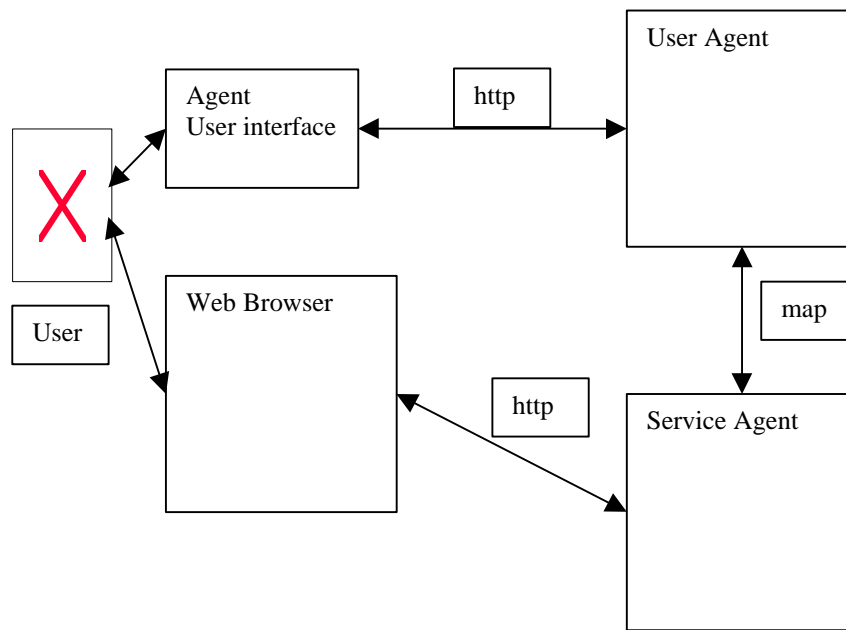 User Agent
Agent
User interface
http
Web Browser
User
map
http
Service Agent